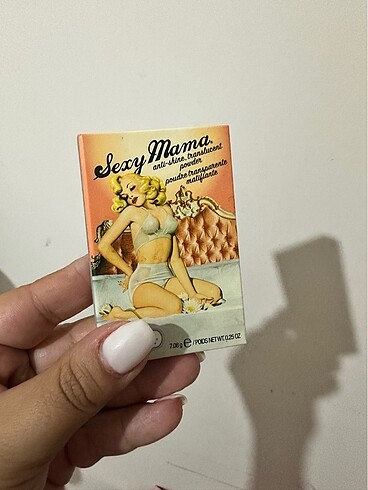 Sexy Mama.
anti-shine, translucent
powder
poudre transparente
matifiante
7.08 g ℮ / POIDS NET WT. 0.25 OZ